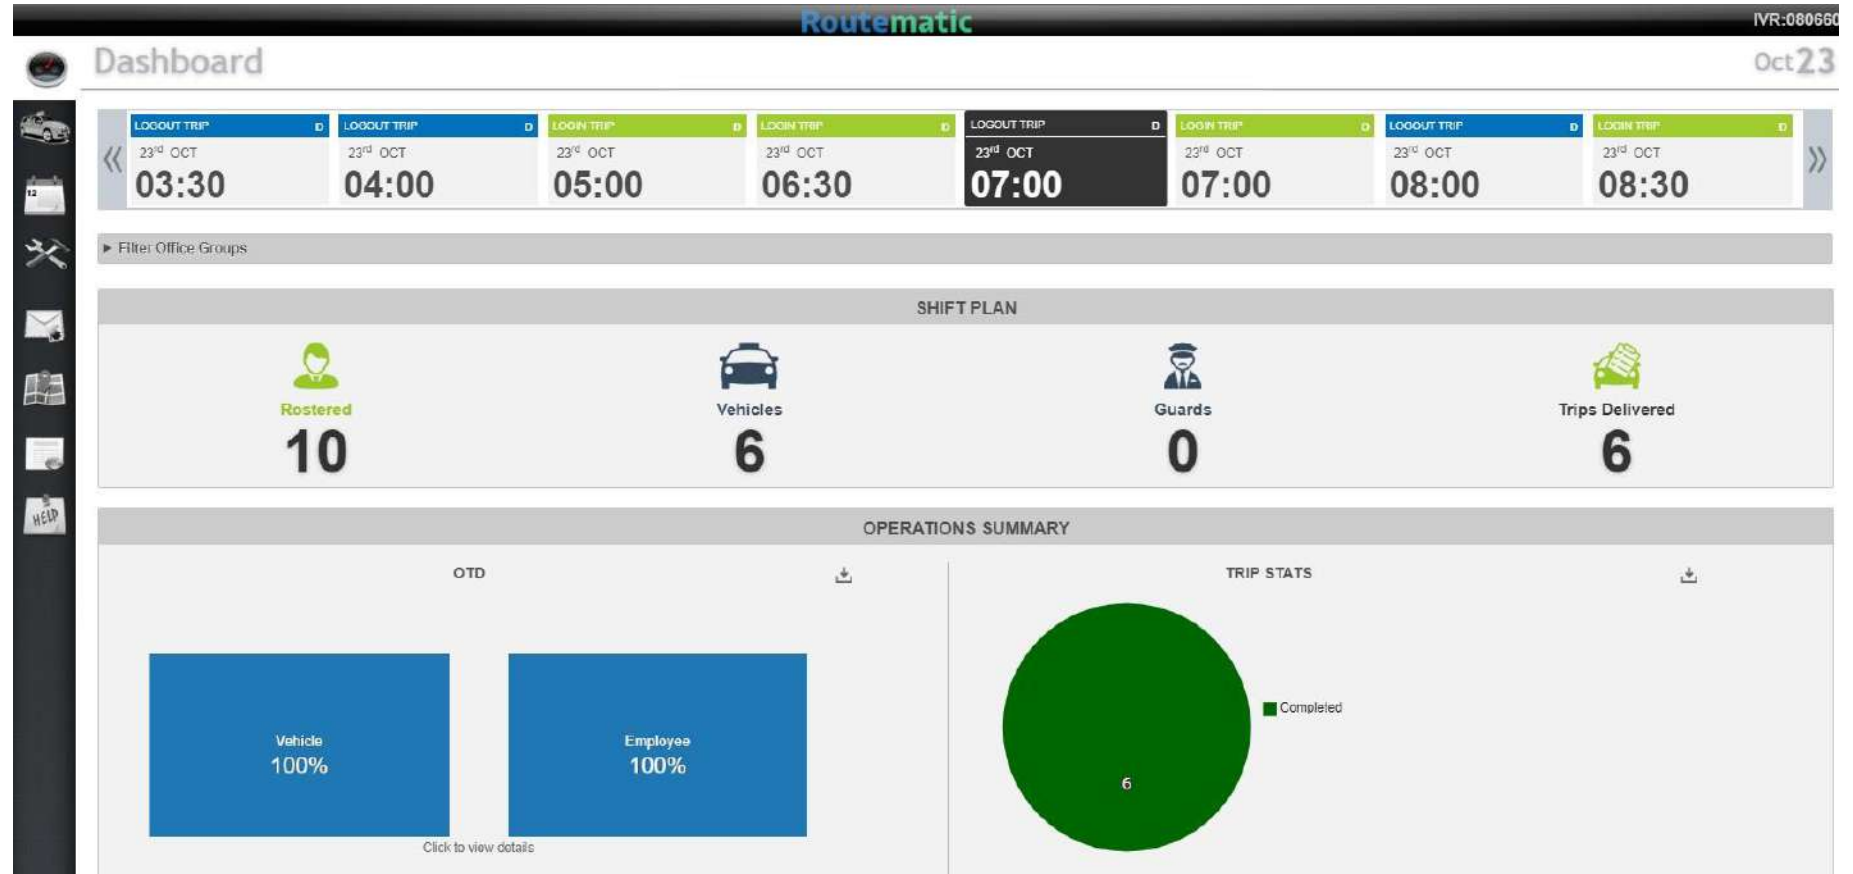 Routematic
IVR:080660
Dashboard
Oct 23
LOGOUT TRIP D
23rd OCT
03:30
LOGOUT TRIP D
23rd OCT
04:00
LOGIN TRIP D
23rd OCT
05:00
LOGIN TRIP D
23rd OCT
06:30
LOGOUT TRIP D
23rd OCT
07:00
LOGIN TRIP D
23rd OCT
07:00
LOGOUT TRIP D
23rd OCT
08:00
LOGIN TRIP D
23rd OCT
08:30
12
Filter Office Groups
SHIFT PLAN
Rostered
10
Vehicles
6
Guards
0
Trips Delivered
6
HELP
OPERATIONS SUMMARY
OTD
Vehicle
100%
Employee
100%
Click to view details
TRIP STATS
Completed
6